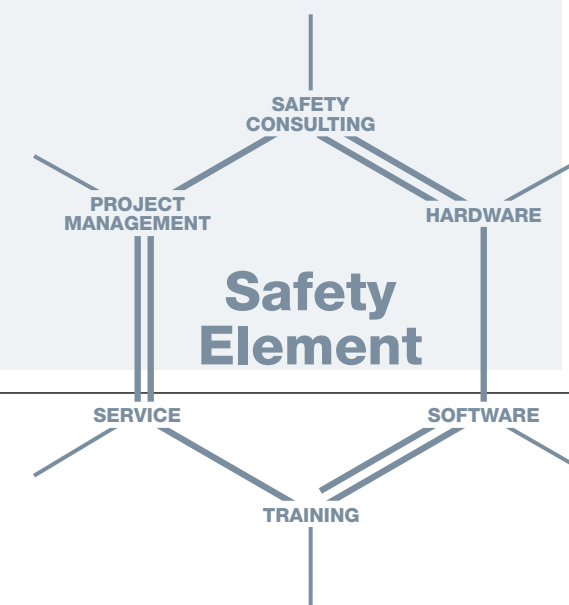 SAFETY
CONSULTING
PROJECT
MANAGEMENT
HARDWARE
Safety
Element
SERVICE
SOFTWARE
TRAINING